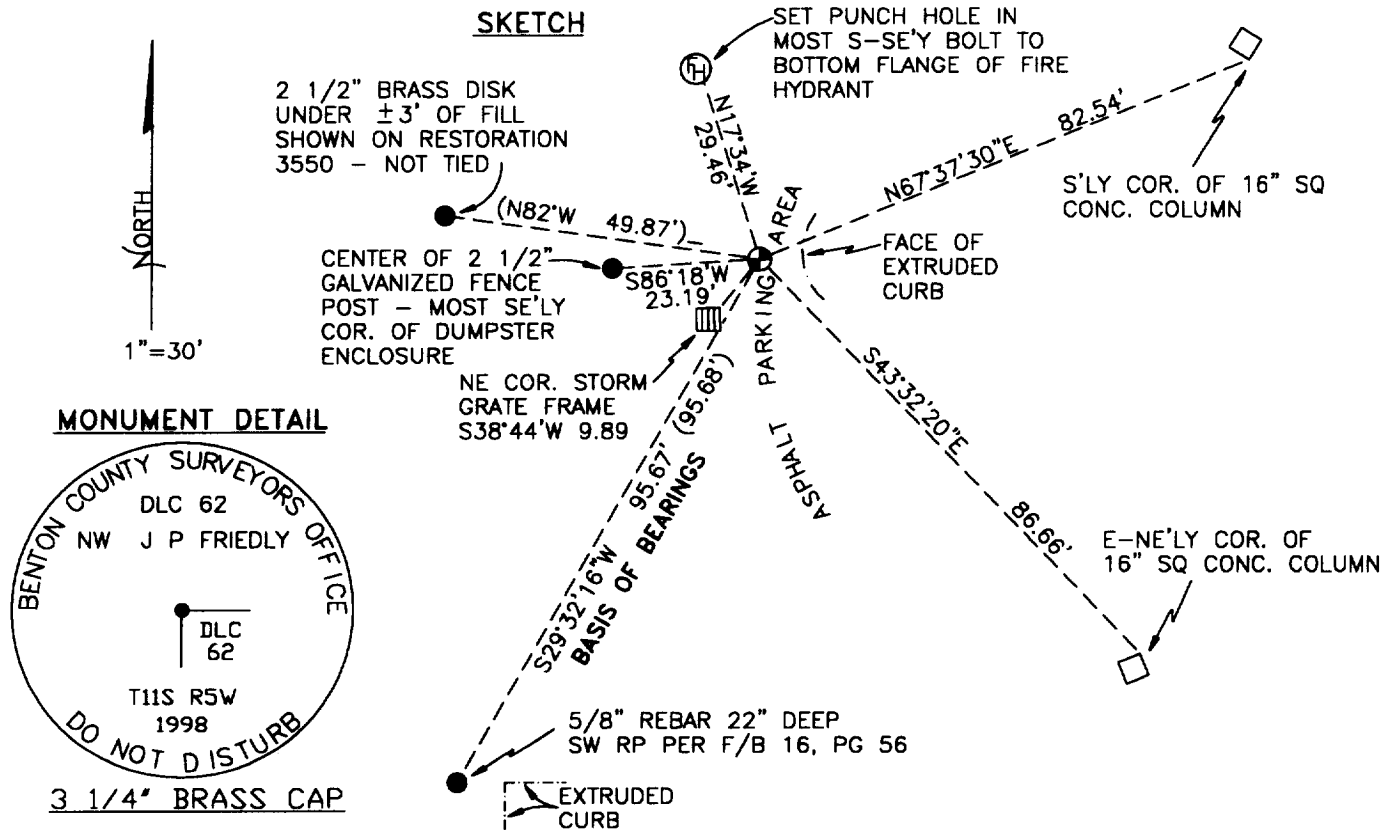 SKETCH
SET PUNCH HOLE IN
MOST S-SE'Y BOLT TO
BOTTOM FLANGE OF FIRE
HYDRANT
FH
2 1/2" BRASS DISK
UNDER ±3' OF FILL
SHOWN ON RESTORATION
3550 - NOT TIED
NORTH
1"=30'
N17°34'W
29.46'
N67°37'30"E
82.54'
S'LY COR. OF 16" SQ
CONC. COLUMN
(N82°W 49.87')
CENTER OF 2 1/2"
GALVANIZED FENCE
POST - MOST SE'LY
COR. OF DUMPSTER
ENCLOSURE
S86°18'W
23.19'
FACE OF
EXTRUDED
CURB
ASPHALT PARKING AREA
NE COR. STORM
GRATE FRAME
S38°44'W 9.89
S29°32'16"W 95.67' (95.68')
BASIS OF BEARINGS
S43°32'20"E
86.66'
E-NE'LY COR. OF
16" SQ CONC. COLUMN
5/8" REBAR 22" DEEP
SW RP PER F/B 16, PG 56
EXTRUDED
CURB
MONUMENT DETAIL
BENTON COUNTY SURVEYORS OFFICE
DLC 62
NW J P FRIEDLY
DLC
62
T11S R5W
1998
DO NOT DISTURB
3 1/4" BRASS CAP